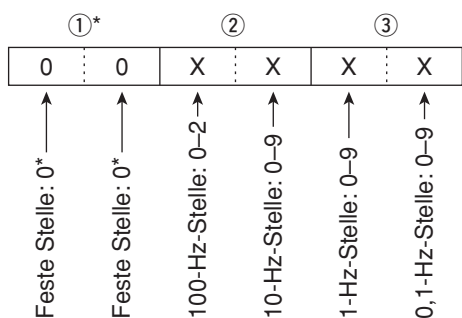 ①* ② ③
0 0 X X X X
Feste Stelle: 0*
Feste Stelle: 0*
100-Hz-Stelle: 0–2
10-Hz-Stelle: 0–9
1-Hz-Stelle: 0–9
0,1-Hz-Stelle: 0–9